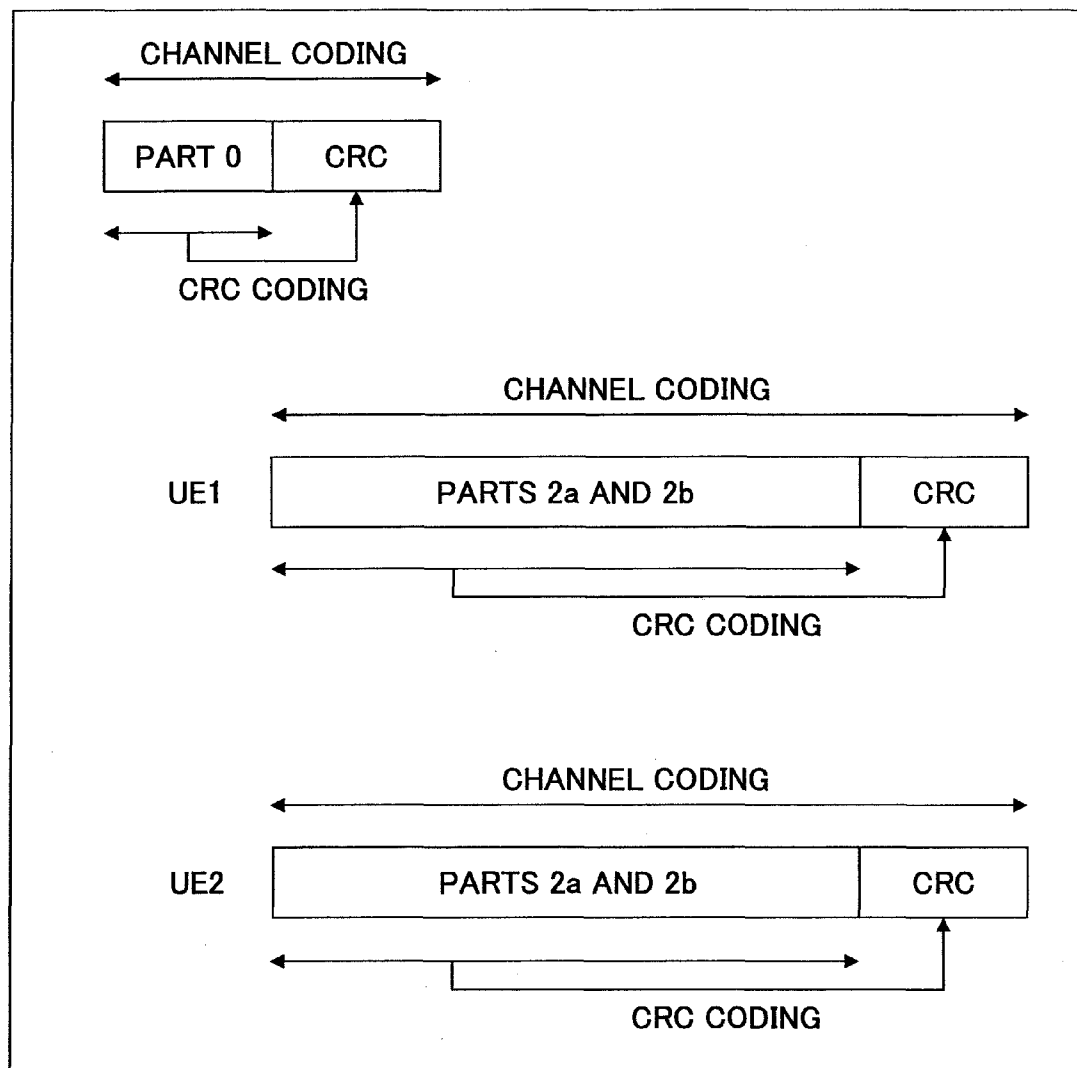 CHANNEL CODING
PART 0 CRC
CRC CODING
CHANNEL CODING
UE1 PARTS 2a AND 2b CRC
CRC CODING
CHANNEL CODING
UE2 PARTS 2a AND 2b CRC
CRC CODING